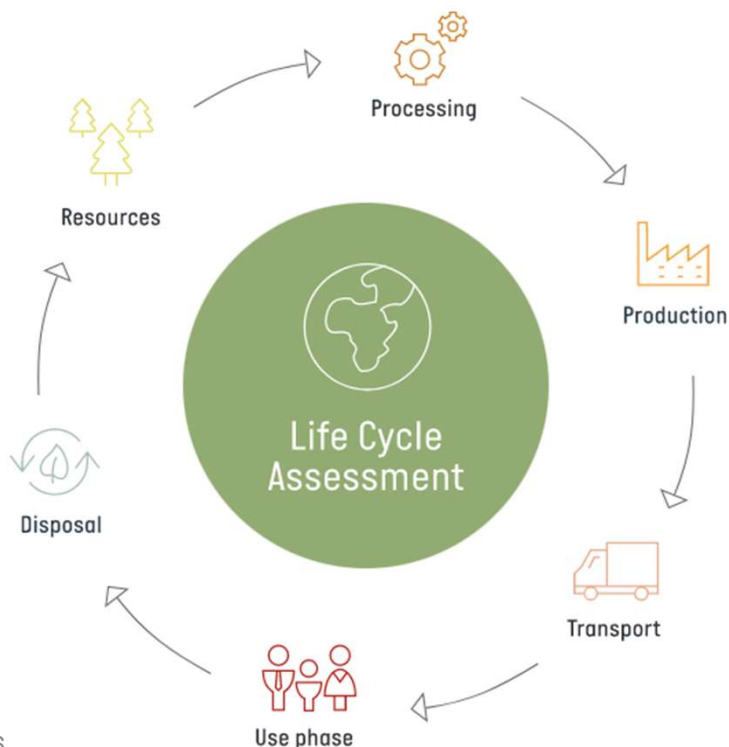 Processing
Resources
Production
Life Cycle
Assessment
Disposal
Transport
Use phase